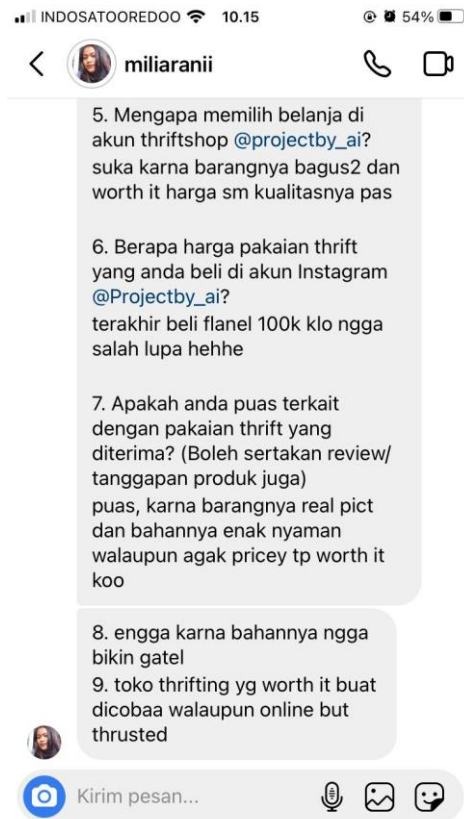 INDOSATOOREDOO 10.15 54%
miliaranii
5. Mengapa memilih belanja di
akun thriftshop @projectby_ai?
suka karna barangnya bagus2 dan
worth it harga sm kualitasnya pas
6. Berapa harga pakaian thrift
yang anda beli di akun Instagram
@Projectby_ai?
terakhir beli flanel 100k klo ngga
salah lupa hehhe
7. Apakah anda puas terkait
dengan pakaian thrift yang
diterima? (Boleh sertakan review/
tanggapan produk juga)
puas, karna barangnya real pict
dan bahannya enak nyaman
walaupun agak pricey tp worth it
koo
8. engga karna bahannya ngga
bikin gatel
9. toko thrifting yg worth it buat
dicobaa walaupun online but
thrusted
Kirim pesan...